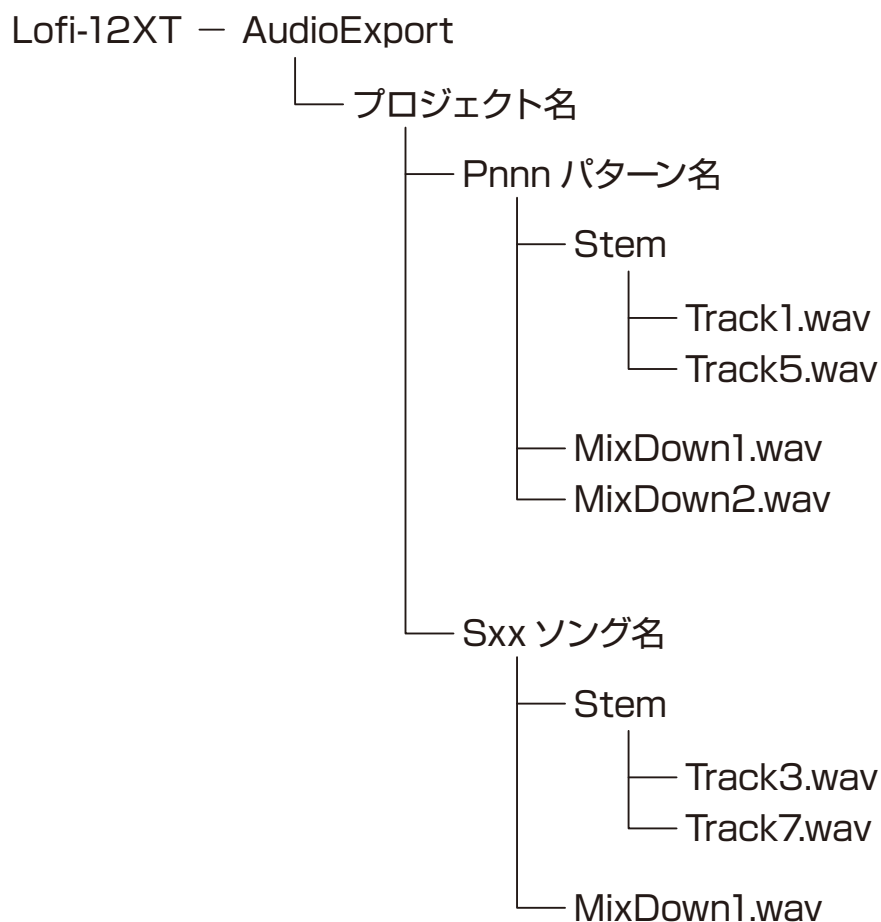 Lofi-12XT — AudioExport
プロジェクト名
Pnnn パターン名
Stem
Track1.wav
Track5.wav
MixDown1.wav
MixDown2.wav
Sxx ソング名
Stem
Track3.wav
Track7.wav
MixDown1.wav